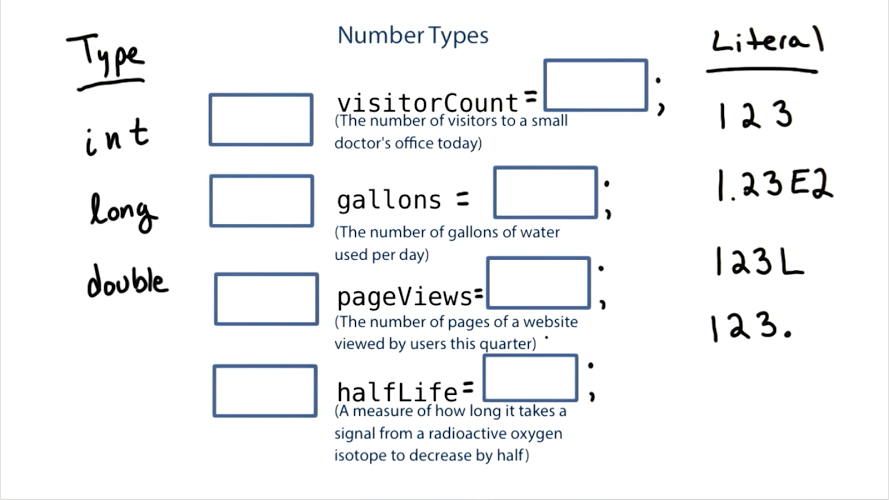 Number Types
Type
int
long
double
visitorCount = ;
(The number of visitors to a small
doctor's office today)
gallons = ;
(The number of gallons of water
used per day)
pageViews= ;
(The number of pages of a website
viewed by users this quarter)
halfLife= ;
(A measure of how long it takes a
signal from a radioactive oxygen
isotope to decrease by half)
Literal
123
1.23E2
123L
123.